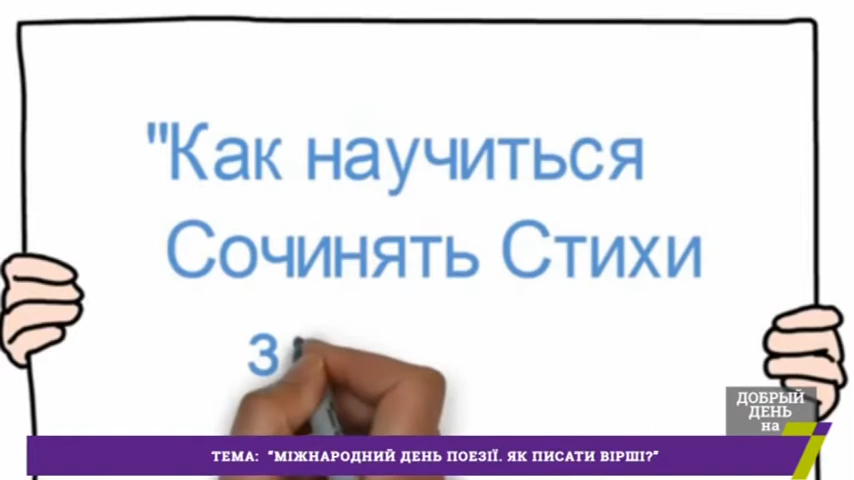 "Как научиться
Сочинять Стихи
з
ДОБРЫЙ
ДЕНЬ
на 7
ТЕМА: "МІЖНАРОДНИЙ ДЕНЬ ПОЕЗІЇ. ЯК ПИСАТИ ВІРШІ?"